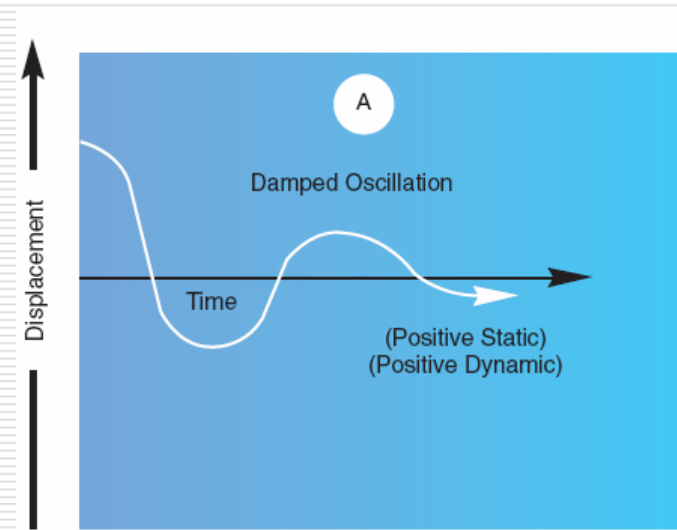 A
Damped Oscillation
Displacement
Time
(Positive Static)
(Positive Dynamic)